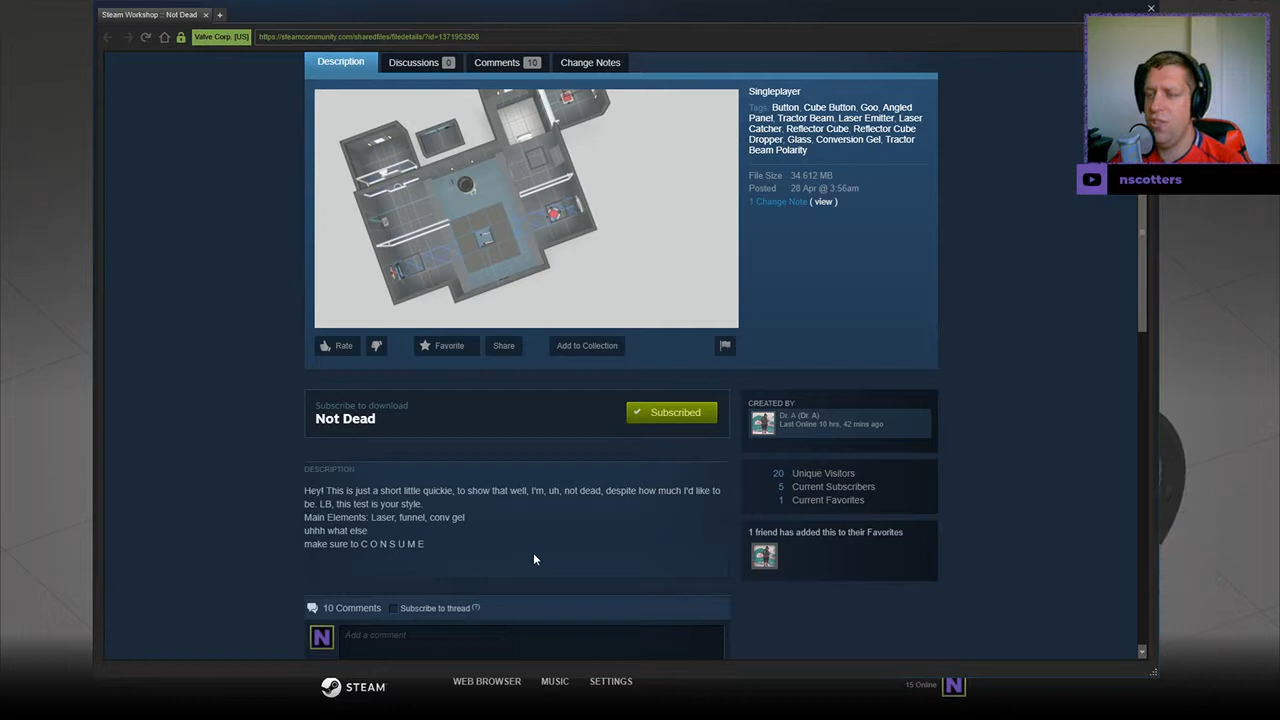 Steam Workshop :: Not Dead
Valve Corp. [US]
https://steamcommunity.com/sharedfiles/filedetails/?id=1371953508
Description
Discussions 0
Comments 10
Change Notes
Singleplayer
Tags: Button, Cube Button, Goo, Angled
Panel, Tractor Beam, Laser Emitter, Laser
Catcher, Reflector Cube, Reflector Cube
Dropper, Glass, Conversion Gel, Tractor
Beam Polarity
File Size 34.612 MB
Posted 28 Apr @ 3:56am
1 Change Note ( view )
nscotters
Rate
Favorite
Share
Add to Collection
Subscribe to download
Not Dead
Subscribed
CREATED BY
Dr. A (Dr. A)
Last Online 10 hrs, 42 mins ago
DESCRIPTION
Hey! This is just a short little quickie, to show that well, I'm, uh, not dead, despite how much I'd like to
be. LB, this test is your style.
Main Elements: Laser, funnel, conv gel
uhhh what else
make sure to C O N S U M E
20 Unique Visitors
5 Current Subscribers
1 Current Favorites
1 friend has added this to their Favorites
10 Comments
Subscribe to thread (?)
N
Add a comment
STEAM
WEB BROWSER
MUSIC
SETTINGS
15 Online
N